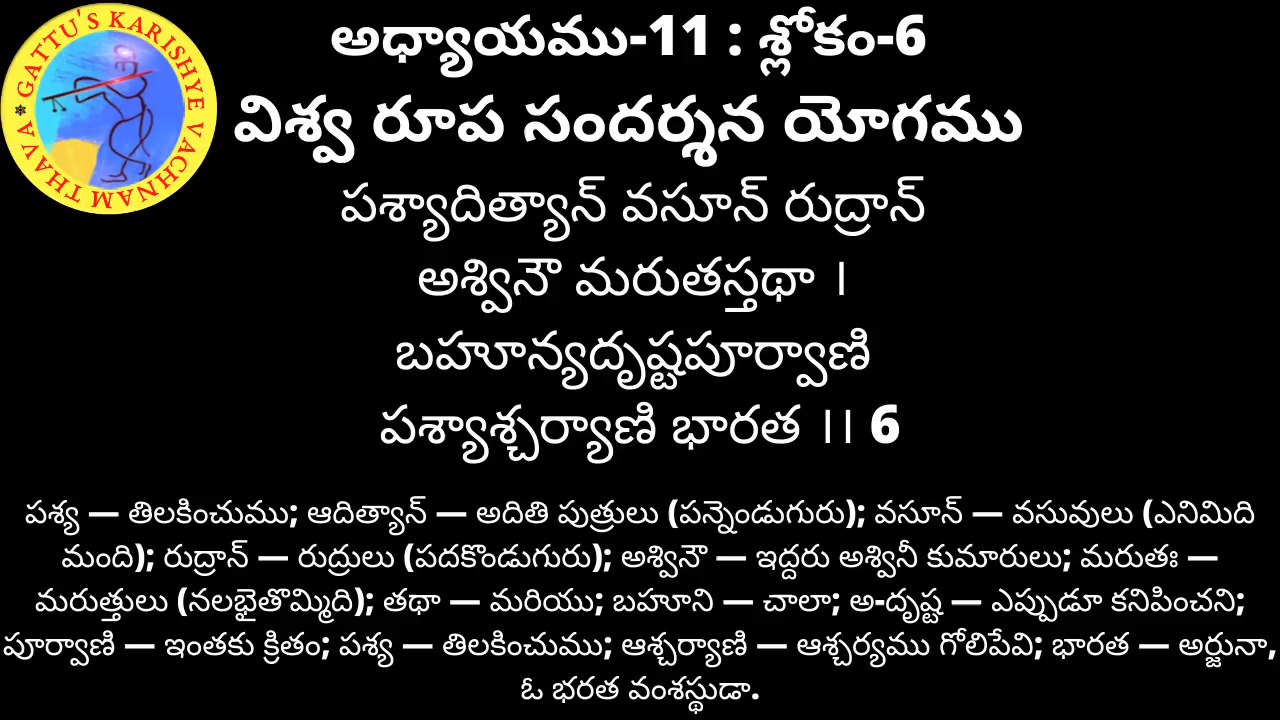 GATTU'S KARISHYE VACHNAM THAVA
అధ్యాయము-11 : శ్లోకం-6
విశ్వ రూప సందర్శన యోగము
పశ్యాదిత్యాన్ వసూన్ రుద్రాన్
అశ్వినౌ మరుతస్తథా ।
బహూన్యదృష్టపూర్వాణి
పశ్యాశ్చర్యాణి భారత ।। 6
పశ్య — తిలకించుము; ఆదిత్యాన్ — అదితి పుత్రులు (పన్నెండుగురు); వసూన్ — వసువులు (ఎనిమిది
మంది); రుద్రాన్ — రుద్రులు (పదకొండుగురు); అశ్వినౌ — ఇద్దరు అశ్వినీ కుమారులు; మరుతః —
మరుత్తులు (నలభైతొమ్మిది); తథా — మరియు; బహూని — చాలా; అ-దృష్ట — ఎప్పుడూ కనిపించని;
పూర్వాణి — ఇంతకు క్రితం; పశ్య — తిలకించుము; ఆశ్చర్యాణి — ఆశ్చర్యము గోలిపేవి; భారత — అర్జునా,
ఓ భరత వంశస్థుడా.